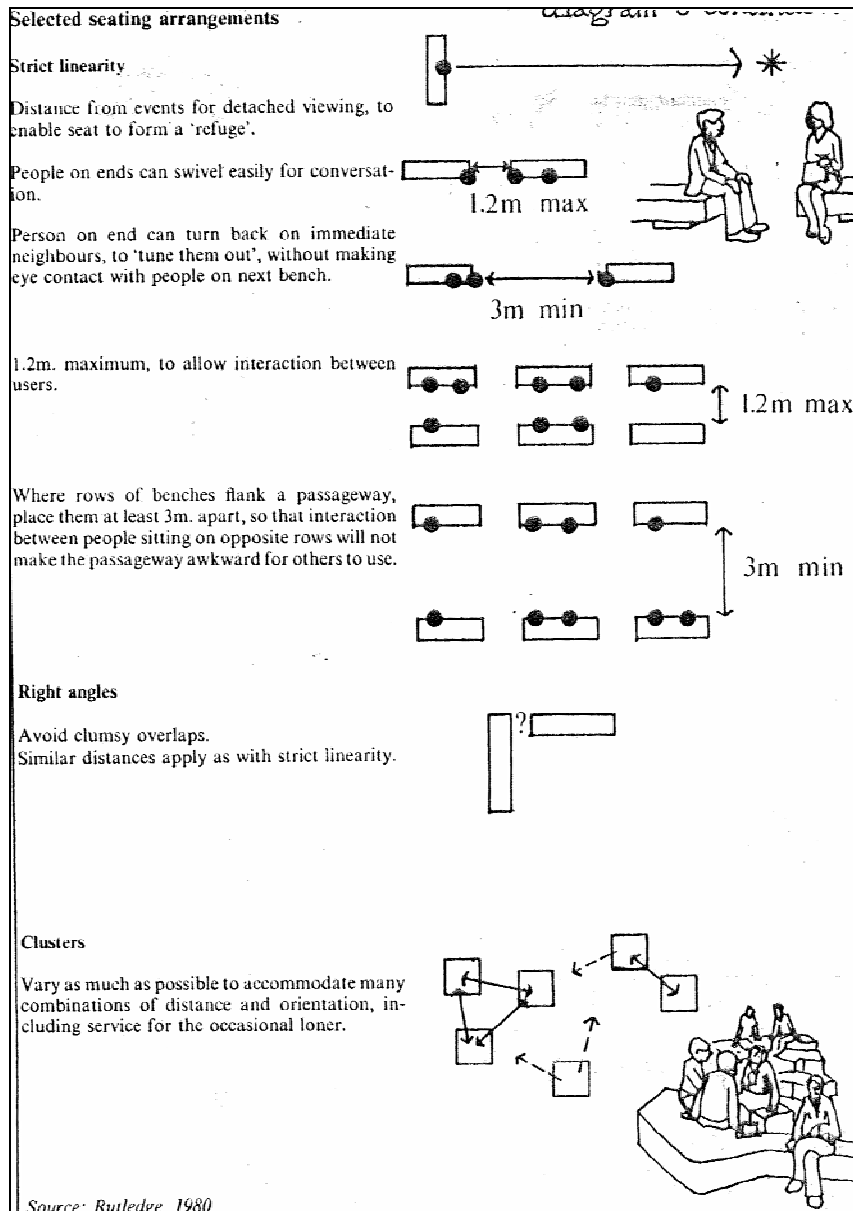 Selected seating arrangements
Strict linearity
Distance from events for detached viewing, to
enable seat to form a ‘refuge’.
People on ends can swivel easily for conversat-
ion.
1.2m max
Person on end can turn back on immediate
neighbours, to ‘tune them out’, without making
eye contact with people on next bench.
3m min
1.2m. maximum, to allow interaction between
users.
1.2m max
Where rows of benches flank a passageway,
place them at least 3m. apart, so that interaction
between people sitting on opposite rows will not
make the passageway awkward for others to use.
3m min
Right angles
Avoid clumsy overlaps.
Similar distances apply as with strict linearity.
?
Clusters
Vary as much as possible to accommodate many
combinations of distance and orientation, in-
cluding service for the occasional loner.
Source: Rutledge, 1980